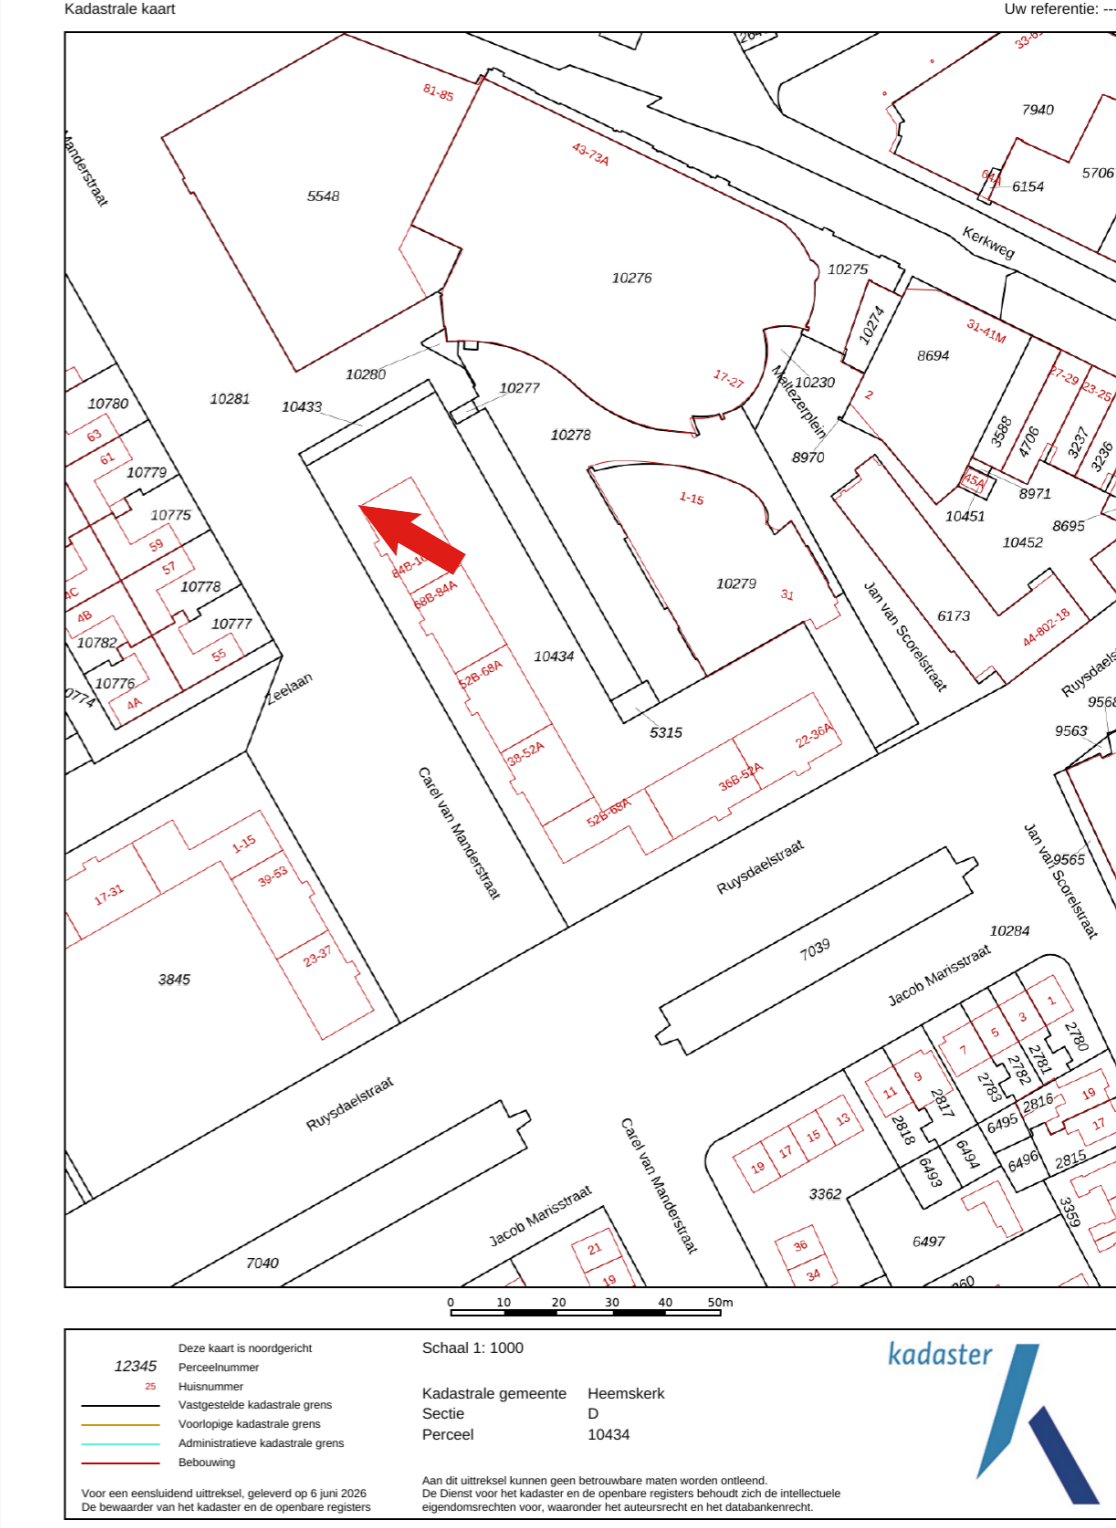 Kadastrale kaart
Uw referentie: ---
81-85
43-73A
7940
64A
6154
5706
Manderstraat
5548
Kerkweg
10276
10275
10274
31-41M
8694
10280
10277
17-27
10230
2
27-29
23-25
10780
10281
10433
10278
Maltezerplein
3588
4706
3237
3236
63
61
10779
8970
8971
45A
10451
8695
10775
1-15
59
57
10452
4C
10778
68B-84A
10279
31
4B
10777
Jan van Scorelstraat
6173
44-802-18
10782
55
10434
52B-68A
10776
Zeelaan
4A
Ruysdaels
5315
22-36A
9563
38-52A
36B-52A
Carel van Manderstraat
52B-68A
1-15
39-53
17-31
Ruysdaelstraat
Jan van Scorelstraat
9565
23-37
3845
7039
10284
Jacob Marisstraat
1
3
5
7
2780
2781
2782
2783
9
11
2817
2818
2816
19
17
Ruysdaelstraat
13
15
17
19
6495
6494
6493
6496
2815
Carel van Manderstraat
3362
3359
Jacob Marisstraat
6497
36
34
21
19
7040
0 10 20 30 40 50m
Deze kaart is noordgericht
12345 Perceelnummer
25 Huisnummer
Vastgestelde kadastrale grens
Voorlopige kadastrale grens
Administratieve kadastrale grens
Bebouwing
Voor een eensluidend uittreksel, geleverd op 6 juni 2026
De bewaarder van het kadaster en de openbare registers
Schaal 1: 1000
Kadastrale gemeente Heemskerk
Sectie D
Perceel 10434
Aan dit uittreksel kunnen geen betrouwbare maten worden ontleend.
De Dienst voor het kadaster en de openbare registers behoudt zich de intellectuele
eigendomsrechten voor, waaronder het auteursrecht en het databankenrecht.
kadaster